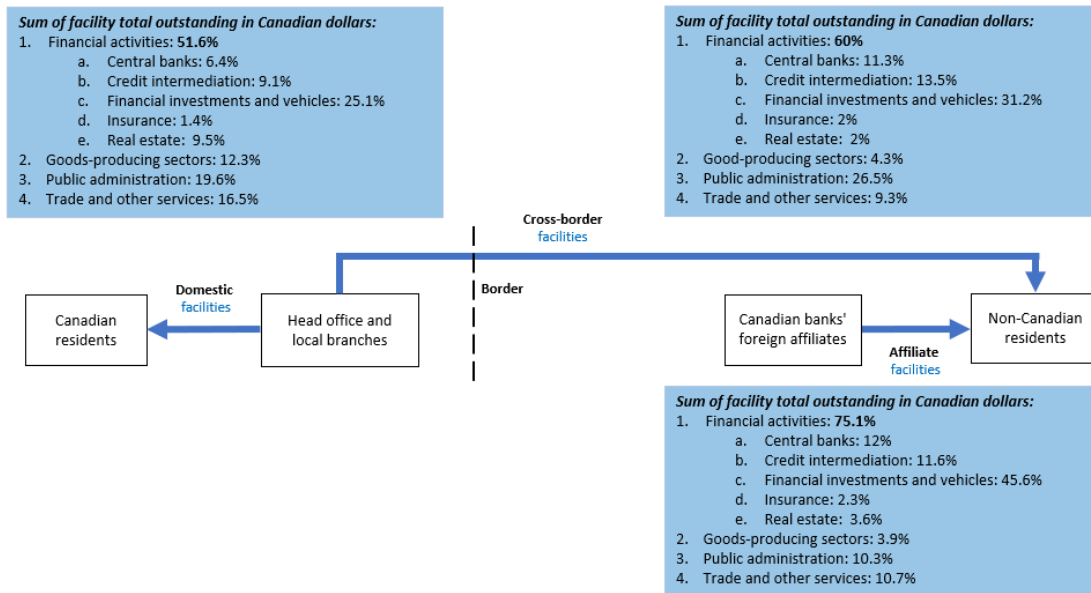 Sum of facility total outstanding in Canadian dollars:
1. Financial activities: 51.6%
a. Central banks: 6.4%
b. Credit intermediation: 9.1%
c. Financial investments and vehicles: 25.1%
d. Insurance: 1.4%
e. Real estate: 9.5%
2. Goods-producing sectors: 12.3%
3. Public administration: 19.6%
4. Trade and other services: 16.5%
Sum of facility total outstanding in Canadian dollars:
1. Financial activities: 60%
a. Central banks: 11.3%
b. Credit intermediation: 13.5%
c. Financial investments and vehicles: 31.2%
d. Insurance: 2%
e. Real estate: 2%
2. Good-producing sectors: 4.3%
3. Public administration: 26.5%
4. Trade and other services: 9.3%
Cross-border
facilities
Border
Domestic
facilities
Canadian
residents
Head office and
local branches
Canadian banks'
foreign affiliates
Non-Canadian
residents
Affiliate
facilities
Sum of facility total outstanding in Canadian dollars:
1. Financial activities: 75.1%
a. Central banks: 12%
b. Credit intermediation: 11.6%
c. Financial investments and vehicles: 45.6%
d. Insurance: 2.3%
e. Real estate: 3.6%
2. Goods-producing sectors: 3.9%
3. Public administration: 10.3%
4. Trade and other services: 10.7%